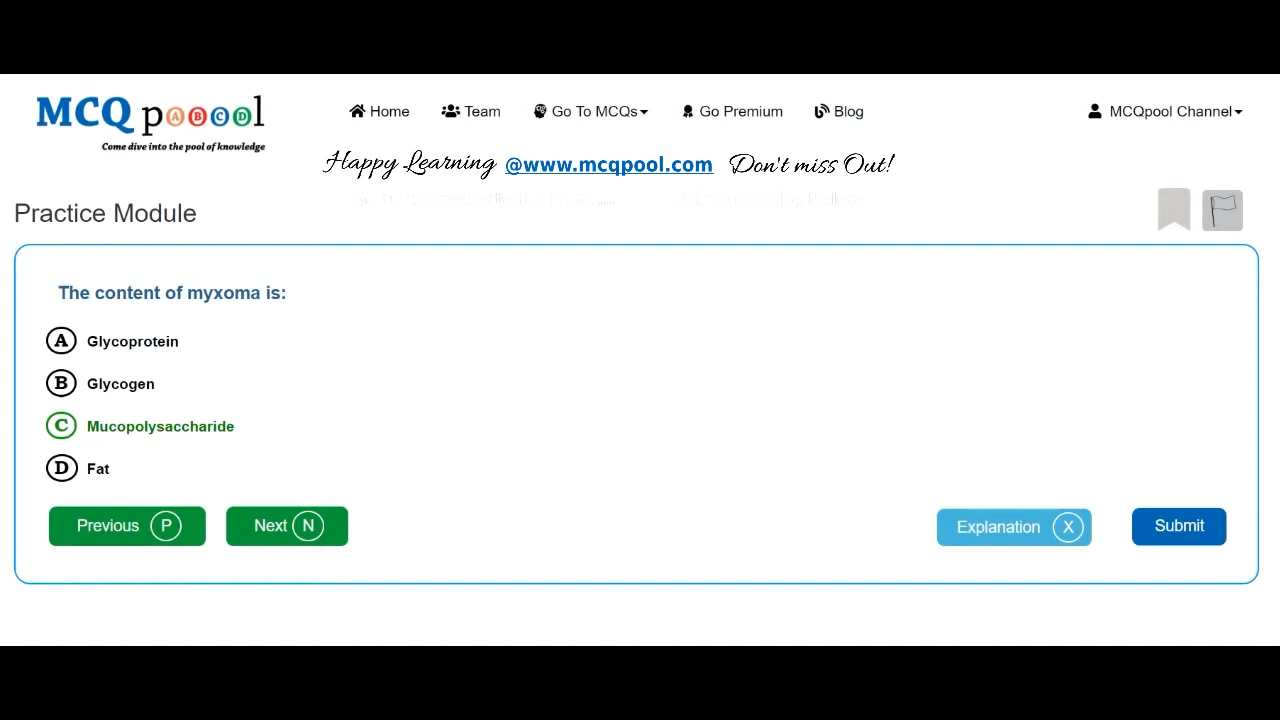 MCQ pooool
Come dive into the pool of knowledge
Home Team Go To MCQs Go Premium Blog MCQpool Channel
Happy Learning @www.mcqpool.com Don't miss Out!
Practice Module
The content of myxoma is:
A Glycoprotein
B Glycogen
C Mucopolysaccharide
D Fat
Previous P Next N Explanation X Submit